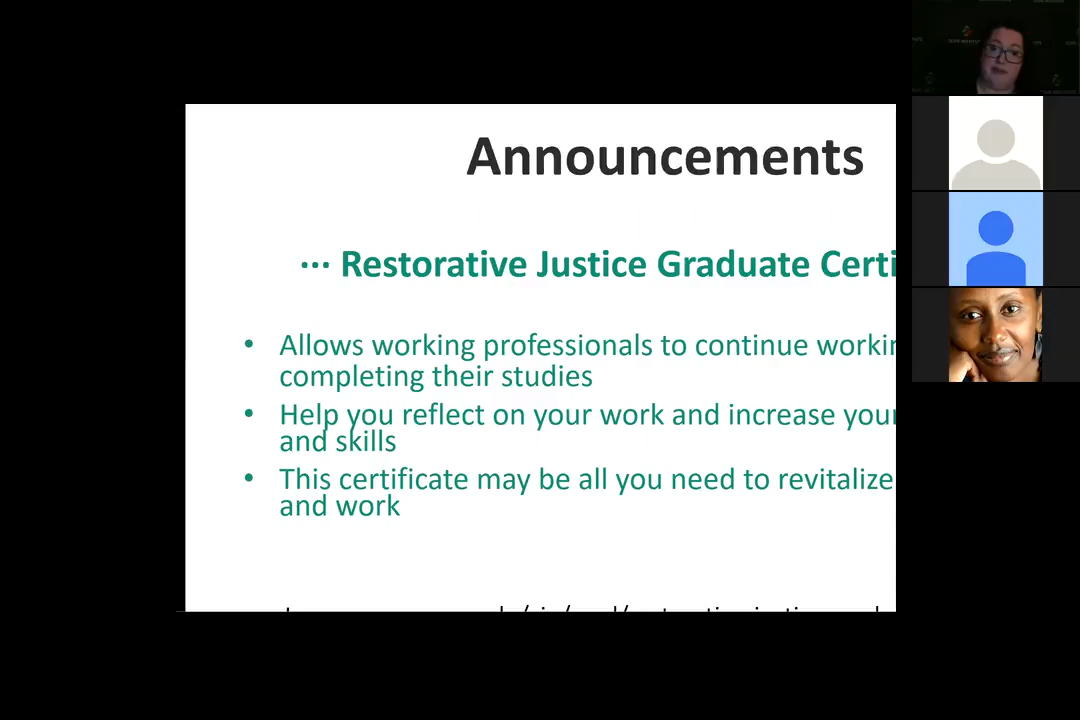 Announcements
··· Restorative Justice Graduate Certi
• Allows working professionals to continue workin
completing their studies
• Help you reflect on your work and increase your
and skills
• This certificate may be all you need to revitalize
and work